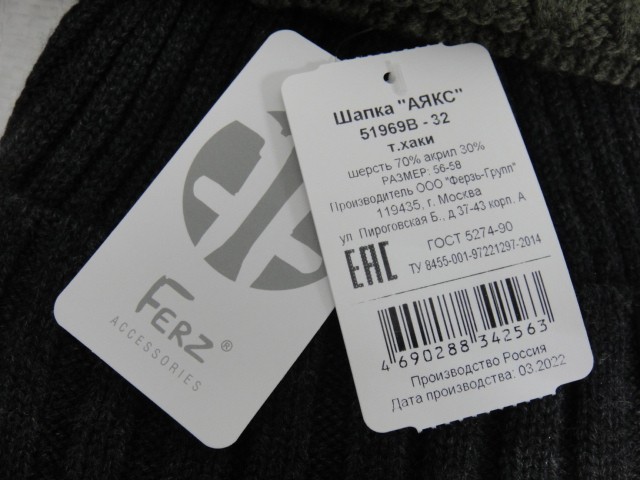 FERZ®
ACCESSORIES
Шапка "АЯКС"
51969В - 32
т.хаки
шерсть 70% акрил 30%
РАЗМЕР: 56-58
Производитель ООО "Ферзь-Групп"
119435, г. Москва
ул Пироговская Б., д 37-43 корп. А
ГОСТ 5274-90
ТУ 8455-001-97221297-2014
ЕАС
4 690288 342563
Производство Россия
Дата производства: 03.2022